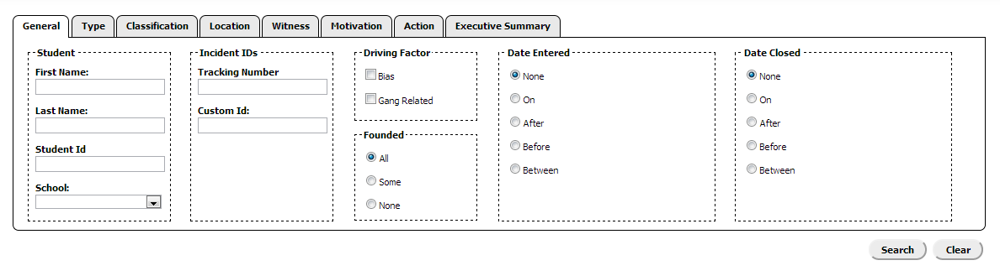 General Type Classification Location Witness Motivation Action Executive Summary
Student
First Name:
Last Name:
Student Id
School:
Incident IDs
Tracking Number
Custom Id:
Driving Factor
Bias
Gang Related
Founded
All
Some
None
Date Entered
None
On
After
Before
Between
Date Closed
None
On
After
Before
Between
Search Clear